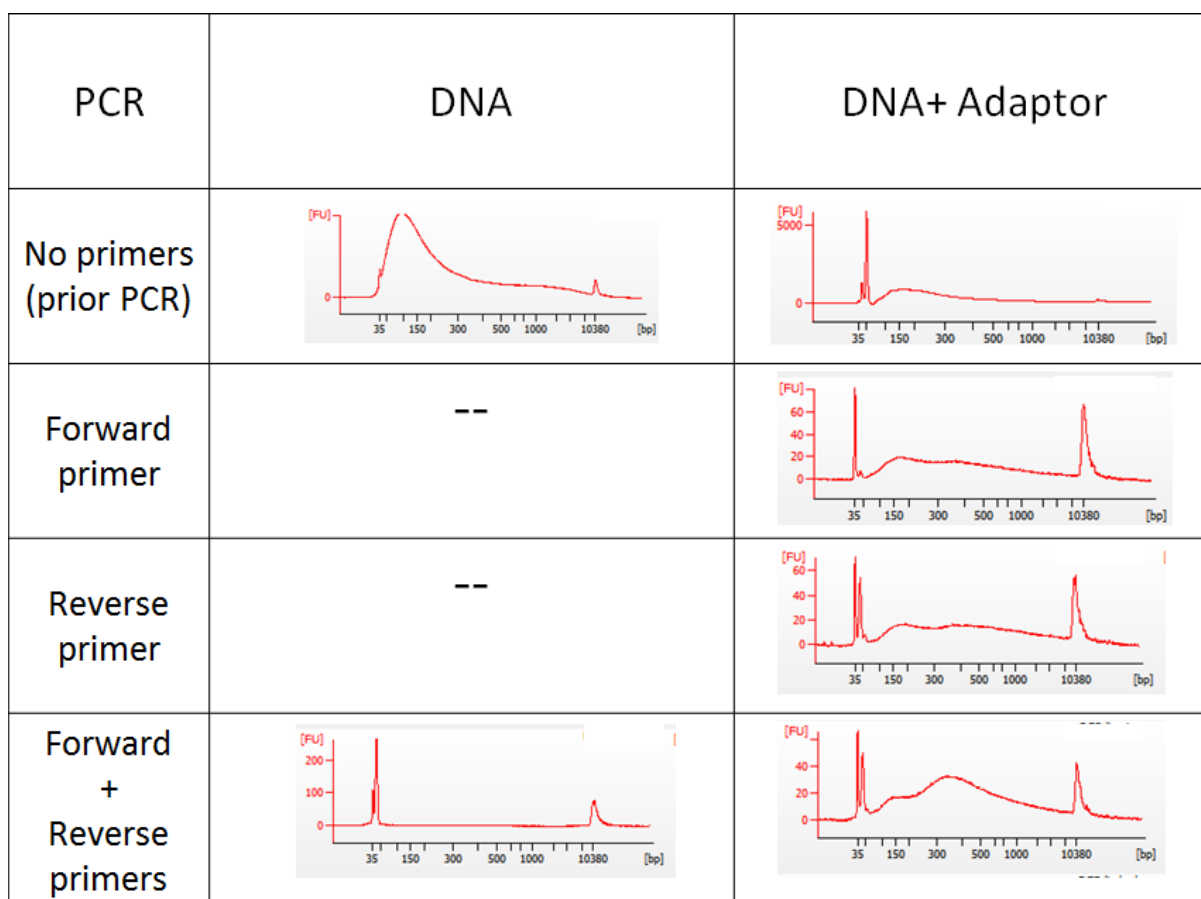 PCR
DNA
DNA+ Adaptor
No primers
(prior PCR)
[FU]
0
35 150 300 500 1000 10380 [bp]
[FU]
5000
0
35 150 300 500 1000 10380 [bp]
Forward
primer
--
[FU]
60
40
20
0
35 150 300 500 1000 10380 [bp]
Reverse
primer
--
[FU]
60
40
20
0
35 150 300 500 1000 10380 [bp]
Forward
+
Reverse
primers
[FU]
200
100
0
35 150 300 500 1000 10380 [bp]
[FU]
40
20
0
35 150 300 500 1000 10380 [bp]